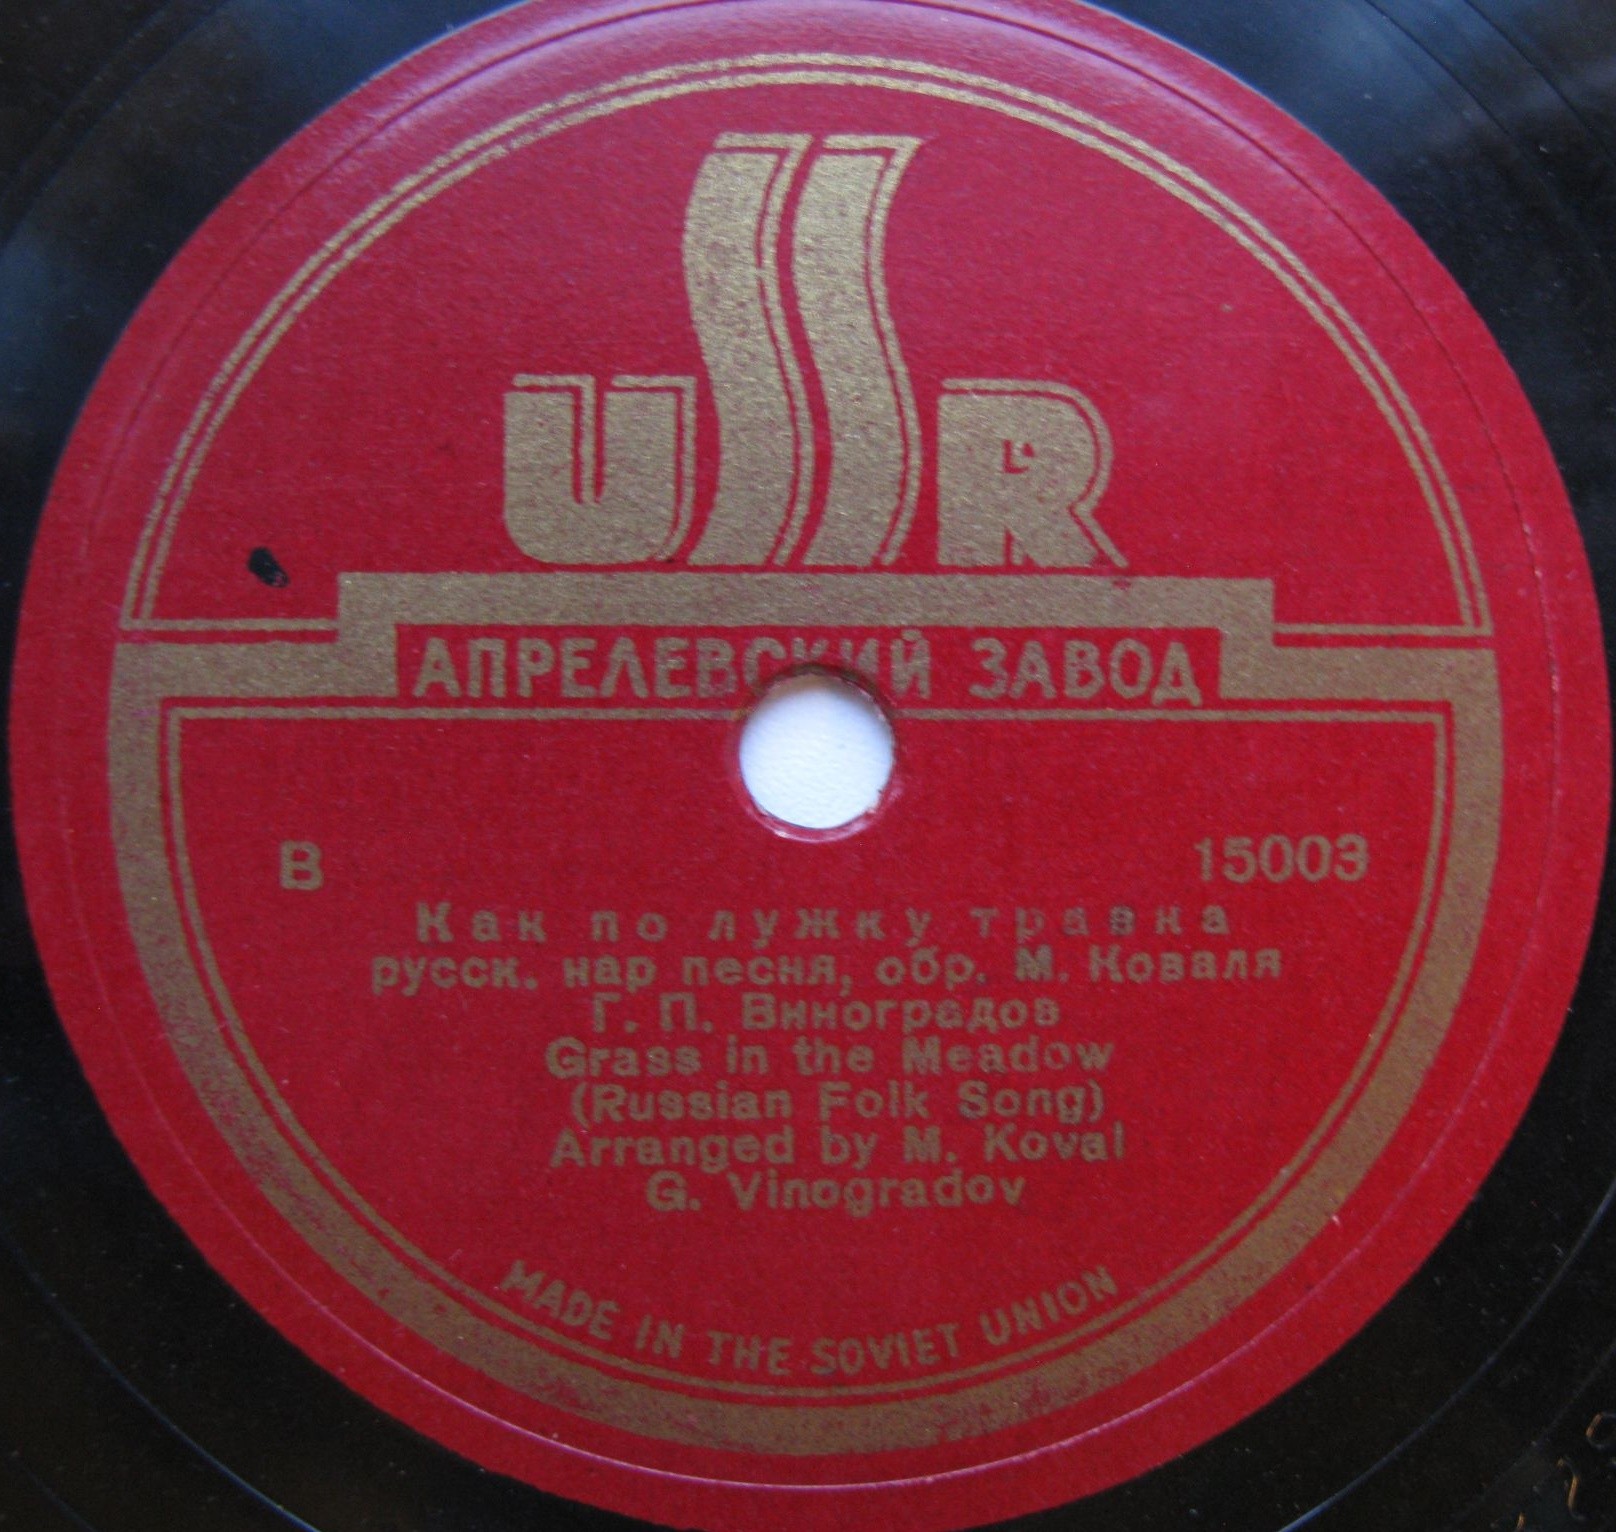 USSR
АПРЕЛЕВСКИЙ ЗАВОД
В 15003
Как по лужку травка
русск. нар песня, обр. М. Коваля
Г. П. Виноградов
Grass in the Meadow
(Russian Folk Song)
Arranged by M. Koval
G. Vinogradov
MADE IN THE SOVIET UNION